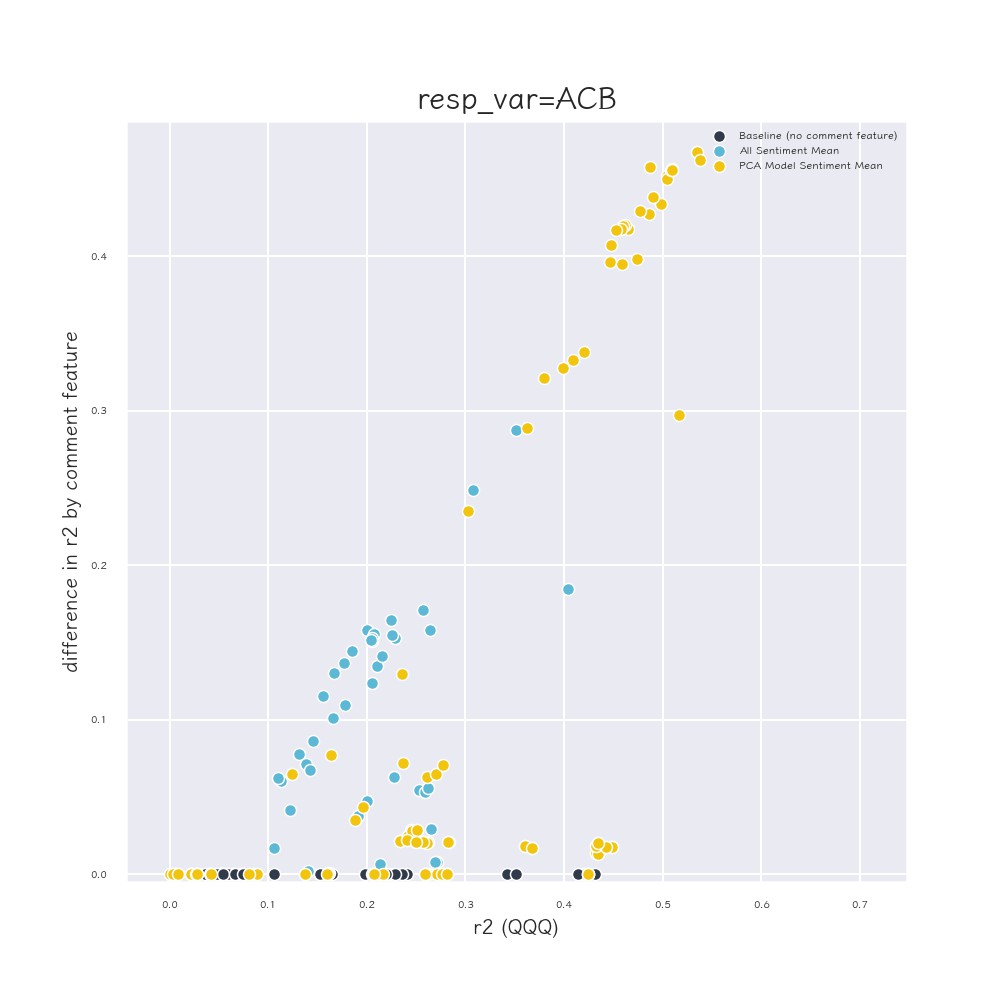 resp_var=ACB
Baseline (no comment feature)
All Sentiment Mean
PCA Model Sentiment Mean
difference in r2 by comment feature
0.4
0.3
0.2
0.1
0.0
0.0 0.1 0.2 0.3 0.4 0.5 0.6 0.7
r2 (QQQ)